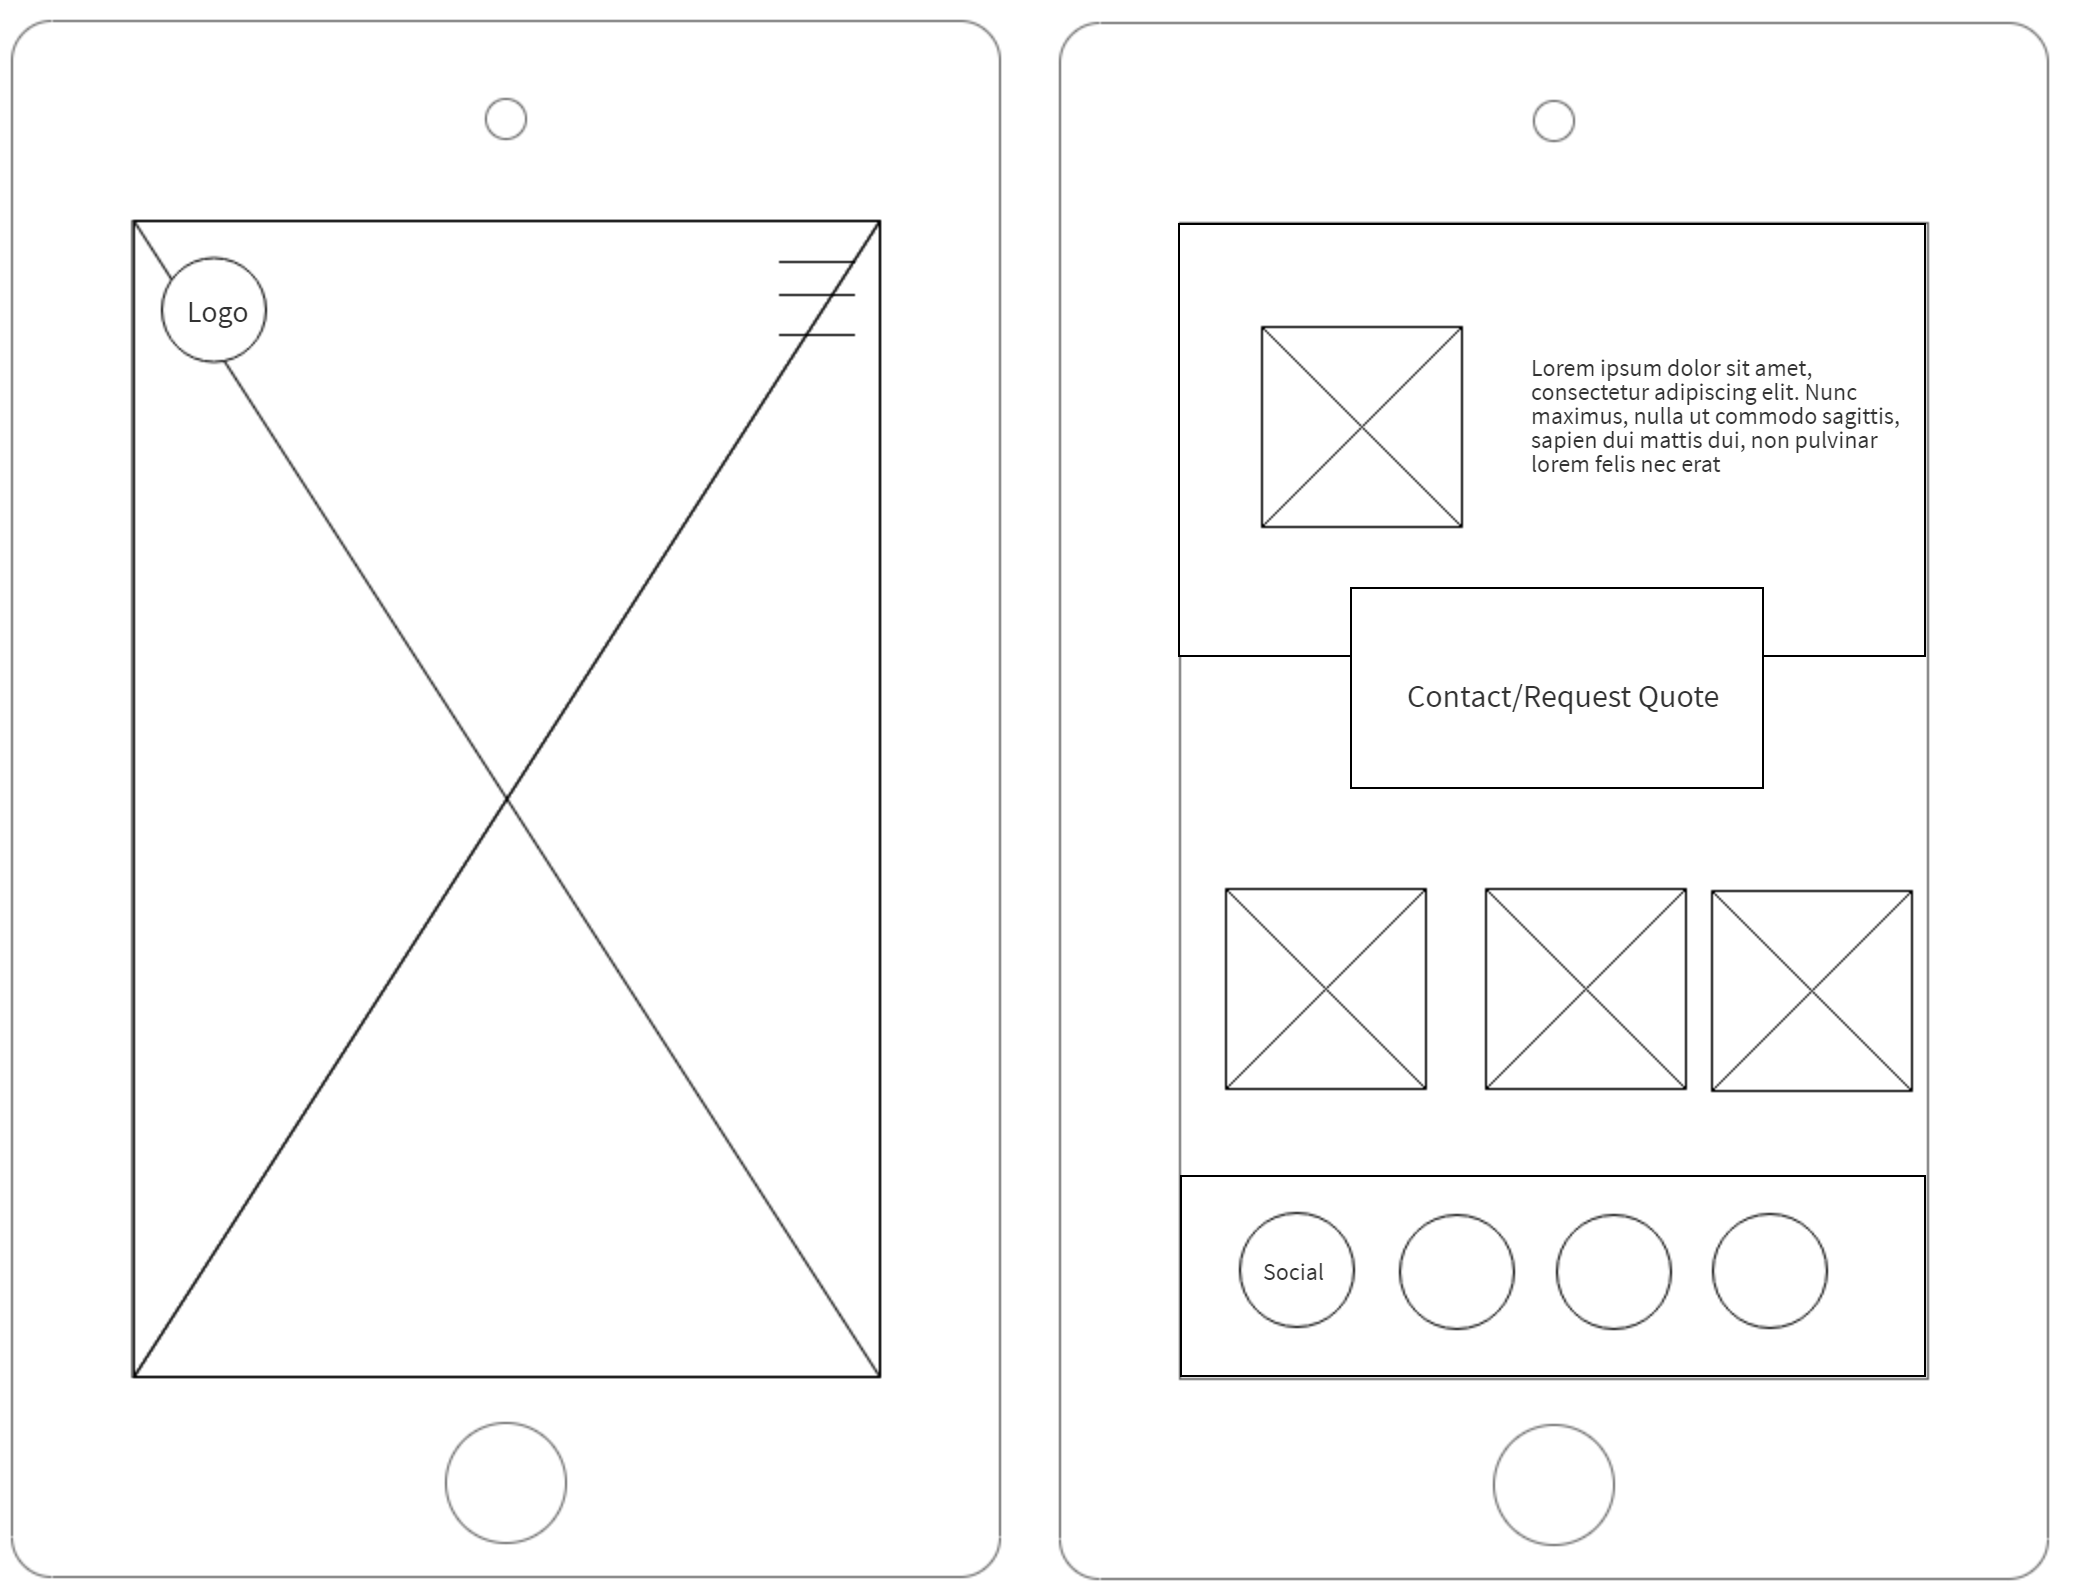 Logo
Lorem ipsum dolor sit amet,
consectetur adipiscing elit. Nunc
maximus, nulla ut commodo sagittis,
sapien dui mattis dui, non pulvinar
lorem felis nec erat
Contact/Request Quote
Social